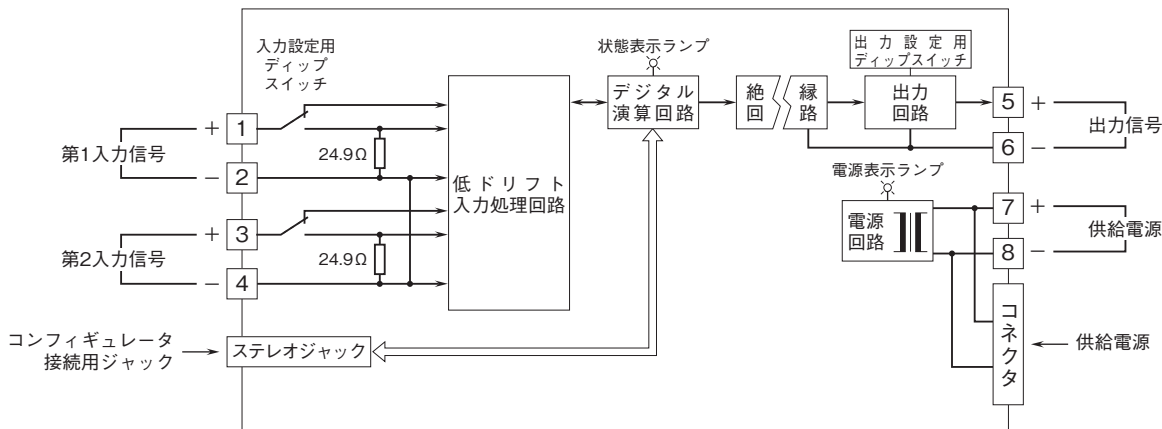 入力設定用
ディップ
スイッチ
状態表示ランプ
出力設定用
ディップスイッチ
デジタル
演算回路
絶
回
縁
路
出力
回路
5
+
出力信号
6
−
第1入力信号
+
1
−
2
24.9Ω
低ドリフト
入力処理回路
第2入力信号
+
3
−
4
24.9Ω
電源表示ランプ
電源
回路
7
+
供給電源
8
−
コネクタ
供給電源
コンフィギュレータ
接続用ジャック
ステレオジャック